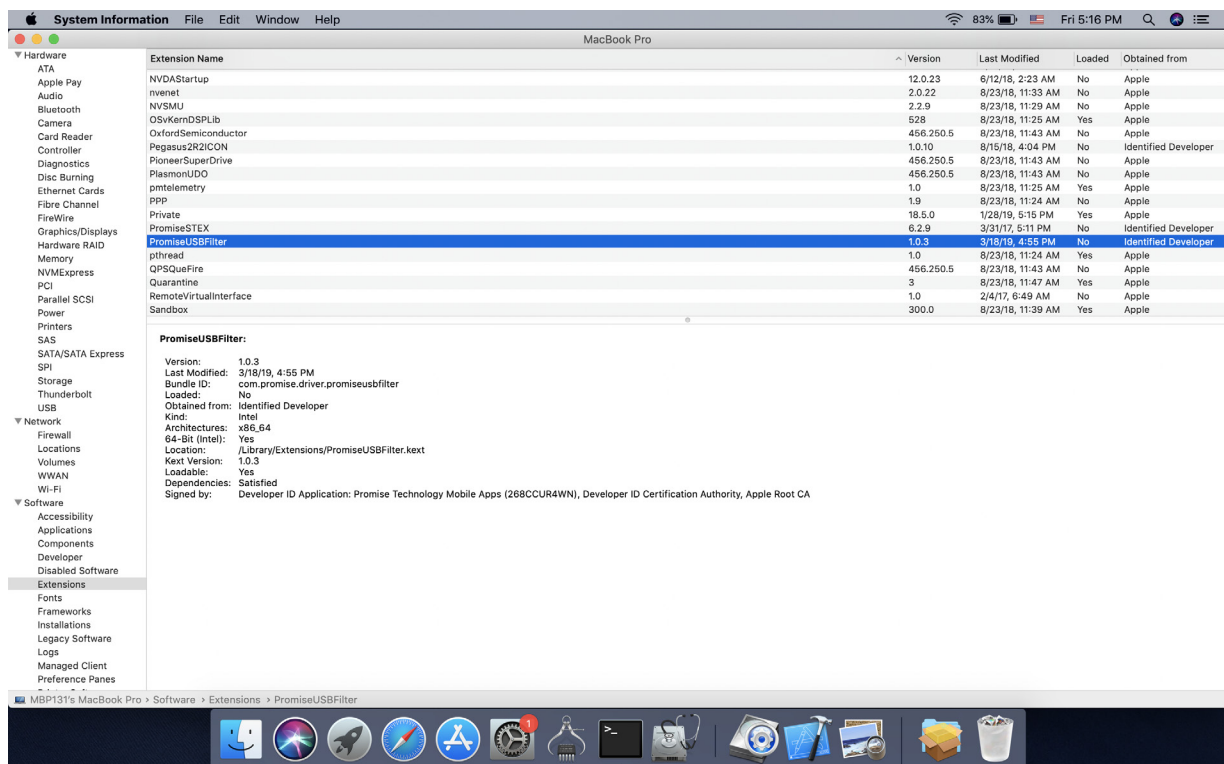 System Information File Edit Window Help 83% Fri 5:16 PM
MacBook Pro
Hardware
ATA
Apple Pay
Audio
Bluetooth
Camera
Card Reader
Controller
Diagnostics
Disc Burning
Ethernet Cards
Fibre Channel
FireWire
Graphics/Displays
Hardware RAID
Memory
NVMExpress
PCI
Parallel SCSI
Power
Printers
SAS
SATA/SATA Express
SPI
Storage
Thunderbolt
USB
Network
Firewall
Locations
Volumes
WWAN
Wi-Fi
Software
Accessibility
Applications
Components
Developer
Disabled Software
Extensions
Fonts
Frameworks
Installations
Legacy Software
Logs
Managed Client
Preference Panes
Extension Name Version Last Modified Loaded Obtained from
NVDAStartup 12.0.23 6/12/18, 2:23 AM No Apple
nvenet 2.0.22 8/23/18, 11:33 AM No Apple
NVSMU 2.2.9 8/23/18, 11:29 AM No Apple
OSvKernDSPLib 528 8/23/18, 11:25 AM Yes Apple
OxfordSemiconductor 456.250.5 8/23/18, 11:43 AM No Apple
Pegasus2R2ICON 1.0.10 8/15/18, 4:04 PM No Identified Developer
PioneerSuperDrive 456.250.5 8/23/18, 11:43 AM No Apple
PlasmonUDO 456.250.5 8/23/18, 11:43 AM No Apple
pmtelemetry 1.0 8/23/18, 11:25 AM Yes Apple
PPP 1.9 8/23/18, 11:24 AM No Apple
Private 18.5.0 1/28/19, 5:15 PM Yes Apple
PromiseSTEX 6.2.9 3/31/17, 5:11 PM No Identified Developer
PromiseUSBFilter 1.0.3 3/18/19, 4:55 PM No Identified Developer
pthread 1.0 8/23/18, 11:24 AM Yes Apple
QPSQueFire 456.250.5 8/23/18, 11:43 AM No Apple
Quarantine 3 8/23/18, 11:47 AM Yes Apple
RemoteVirtualInterface 1.0 2/4/17, 6:49 AM No Apple
Sandbox 300.0 8/23/18, 11:39 AM Yes Apple
PromiseUSBFilter:
Version: 1.0.3
Last Modified: 3/18/19, 4:55 PM
Bundle ID: com.promise.driver.promiseusbfilter
Loaded: No
Obtained from: Identified Developer
Kind: Intel
Architectures: x86_64
64-Bit (Intel): Yes
Location: /Library/Extensions/PromiseUSBFilter.kext
Kext Version: 1.0.3
Loadable: Yes
Dependencies: Satisfied
Signed by: Developer ID Application: Promise Technology Mobile Apps (268CCUR4WN), Developer ID Certification Authority, Apple Root CA
MBP131's MacBook Pro › Software › Extensions › PromiseUSBFilter
1